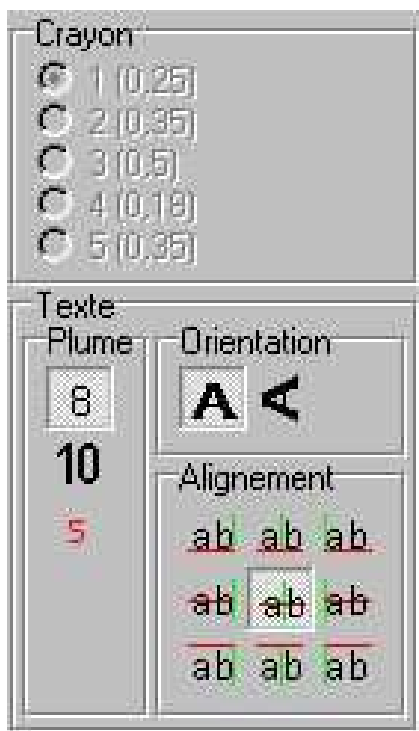 Crayon
1 (0,25)
2 (0,35)
3 (0,5)
4 (0,18)
5 (0,35)
Texte
Plume
8
10
5
Orientation
A A
Alignement
ab ab ab
ab ab ab
ab ab ab